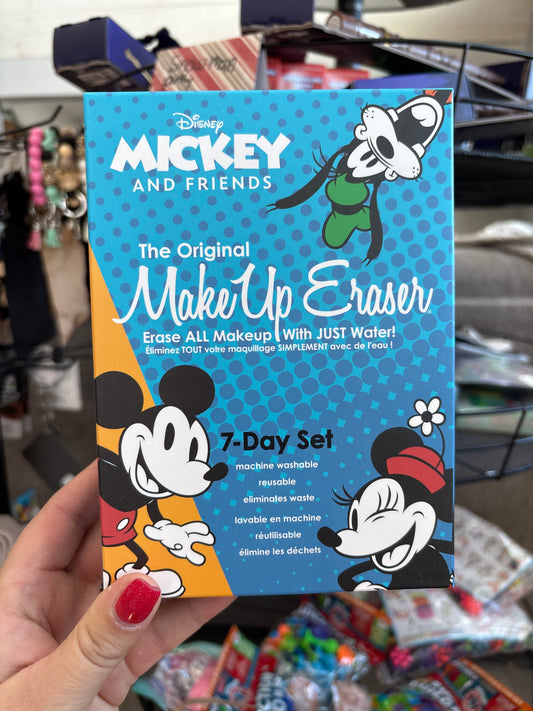 Disney
MICKEY
AND FRIENDS
The Original
MakeUp Eraser
Erase ALL Makeup With JUST Water!
Éliminez TOUT votre maquillage SIMPLEMENT avec de l'eau !
7-Day Set
machine washable
reusable
eliminates waste
lavable en machine
réutilisable
élimine les déchets